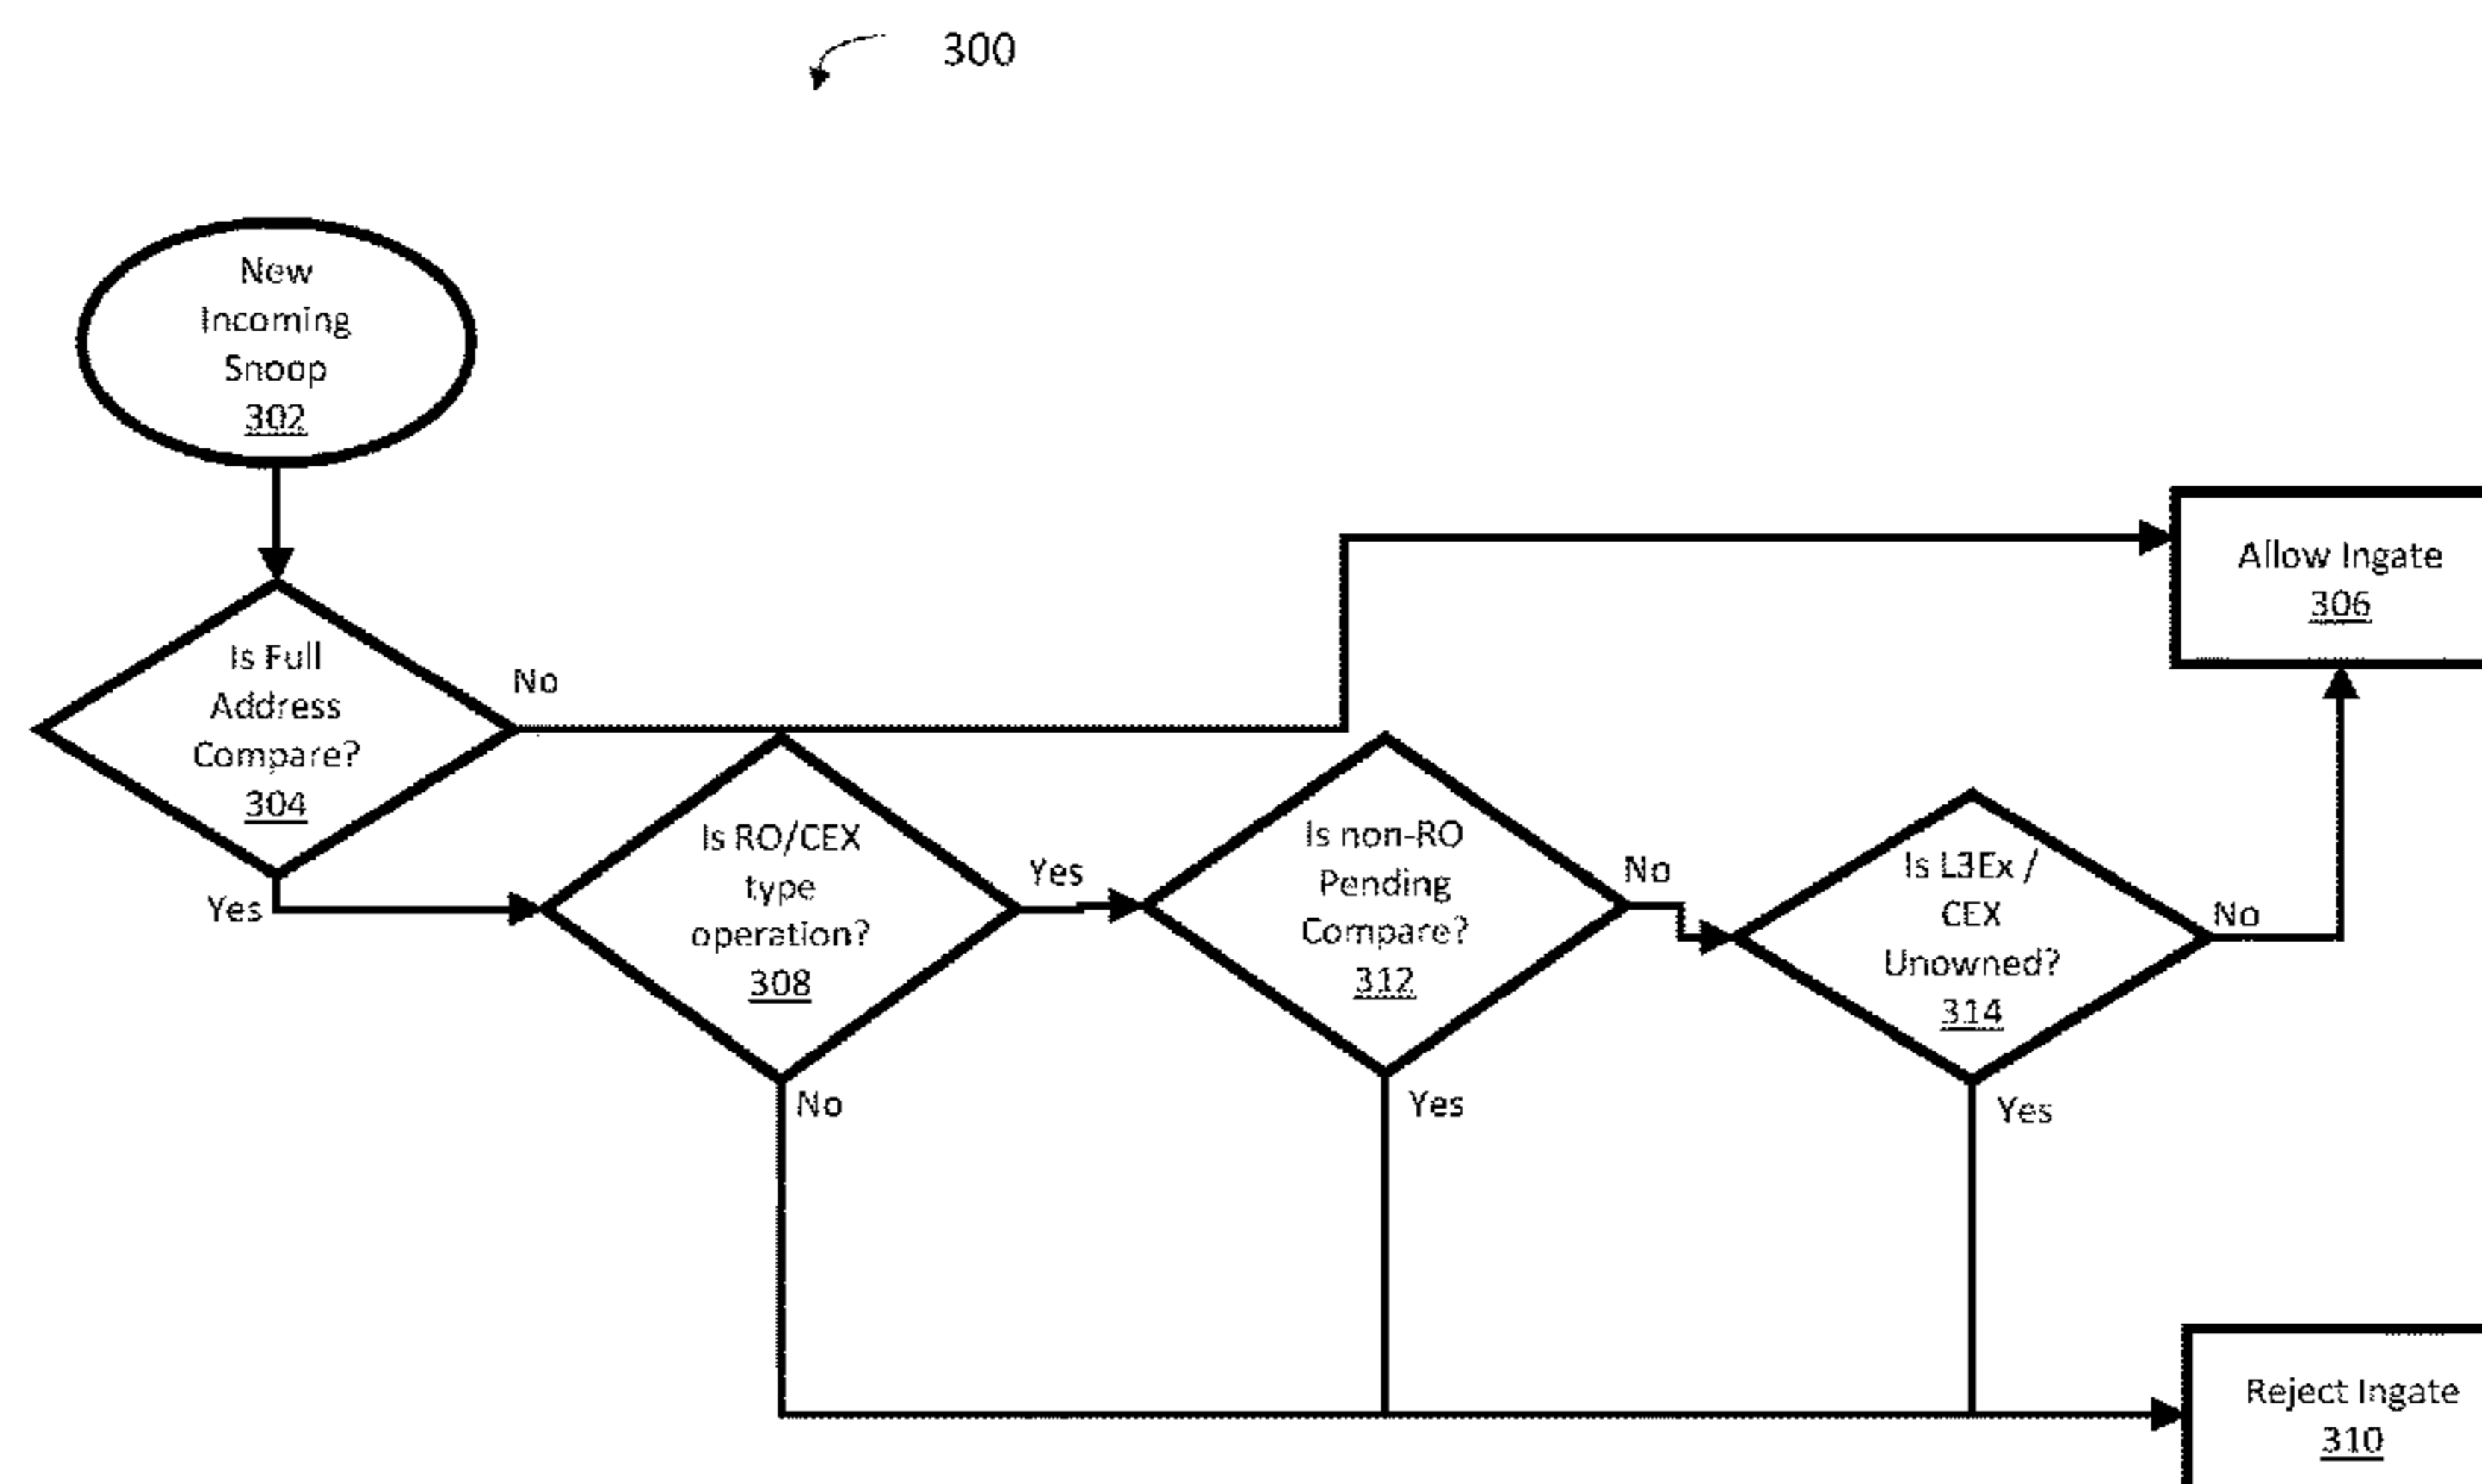 300
New
Incoming
Snoop
302
Is Full
Address
Compare?
304
No
Yes
Is RO/CEX
type
operation?
308
Yes
No
Is non-RO
Pending
Compare?
312
No
Yes
Is L3Ex /
CEX
Unowned?
314
No
Yes
Allow Ingate
306
Reject Ingate
310